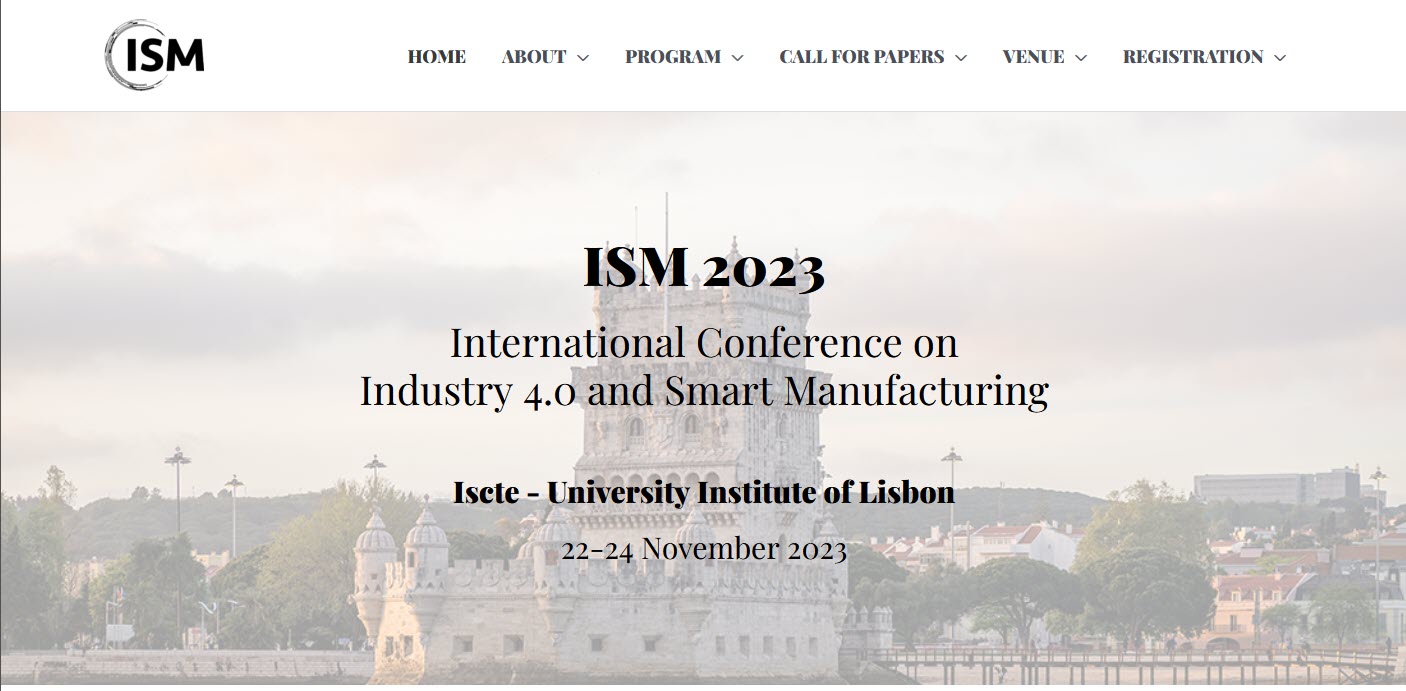 ISM
HOME ABOUT PROGRAM CALL FOR PAPERS VENUE REGISTRATION
ISM 2023
International Conference on
Industry 4.0 and Smart Manufacturing
Iscte - University Institute of Lisbon
22-24 November 2023